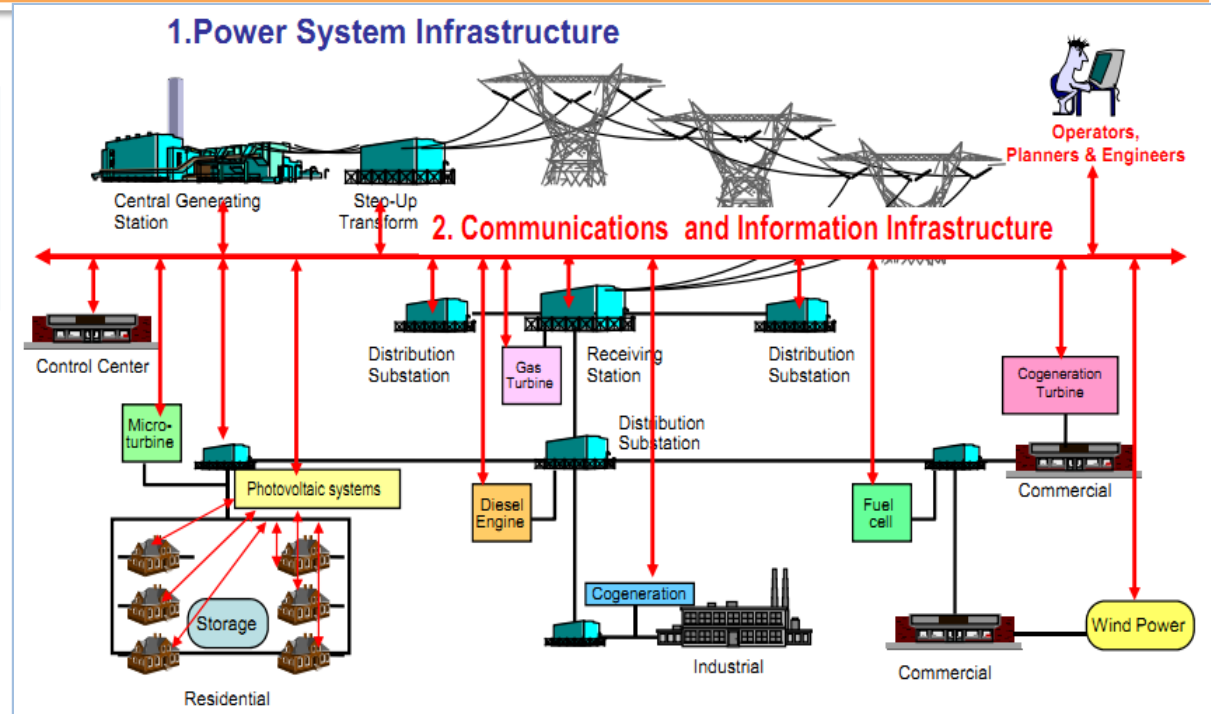 1.Power System Infrastructure
Operators,
Planners & Engineers
Central Generating
Station
Step-Up
Transform
2. Communications and Information Infrastructure
Control Center
Distribution
Substation
Gas
Turbine
Receiving
Station
Distribution
Substation
Cogeneration
Turbine
Micro-
turbine
Distribution
Substation
Photovoltaic systems
Diesel
Engine
Fuel
cell
Commercial
Storage
Cogeneration
Wind Power
Industrial
Commercial
Residential